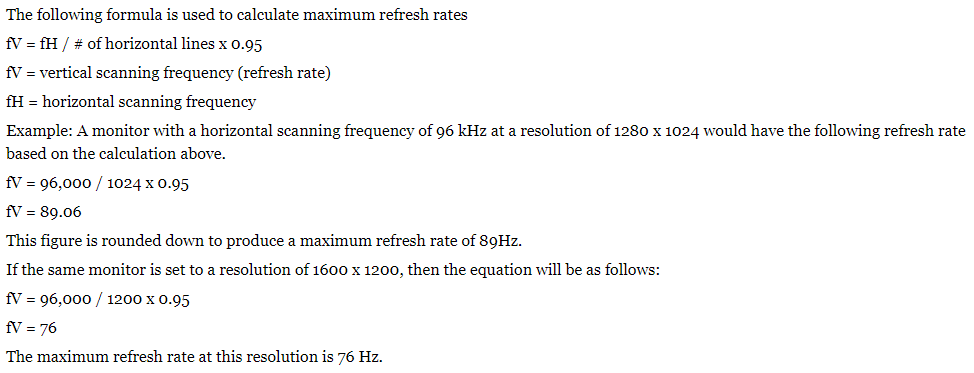 The following formula is used to calculate maximum refresh rates
fV = fH / # of horizontal lines x 0.95
fV = vertical scanning frequency (refresh rate)
fH = horizontal scanning frequency
Example: A monitor with a horizontal scanning frequency of 96 kHz at a resolution of 1280 x 1024 would have the following refresh rate
based on the calculation above.
fV = 96,000 / 1024 x 0.95
fV = 89.06
This figure is rounded down to produce a maximum refresh rate of 89Hz.
If the same monitor is set to a resolution of 1600 x 1200, then the equation will be as follows:
fV = 96,000 / 1200 x 0.95
fV = 76
The maximum refresh rate at this resolution is 76 Hz.